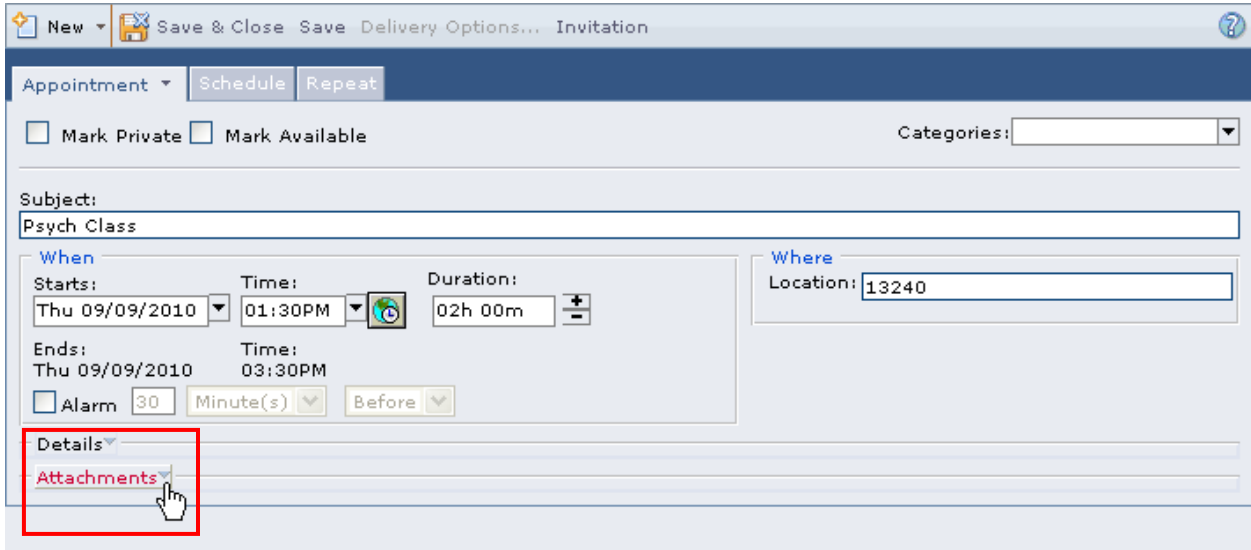 New Save & Close Save Delivery Options... Invitation ?
Appointment Schedule Repeat
Mark Private Mark Available Categories:
Subject:
Psych Class
When Where
Starts: Time: Duration: Location: 13240
Thu 09/09/2010 01:30PM 02h 00m + -
Ends: Time:
Thu 09/09/2010 03:30PM
Alarm 30 Minute(s) Before
Details
Attachments